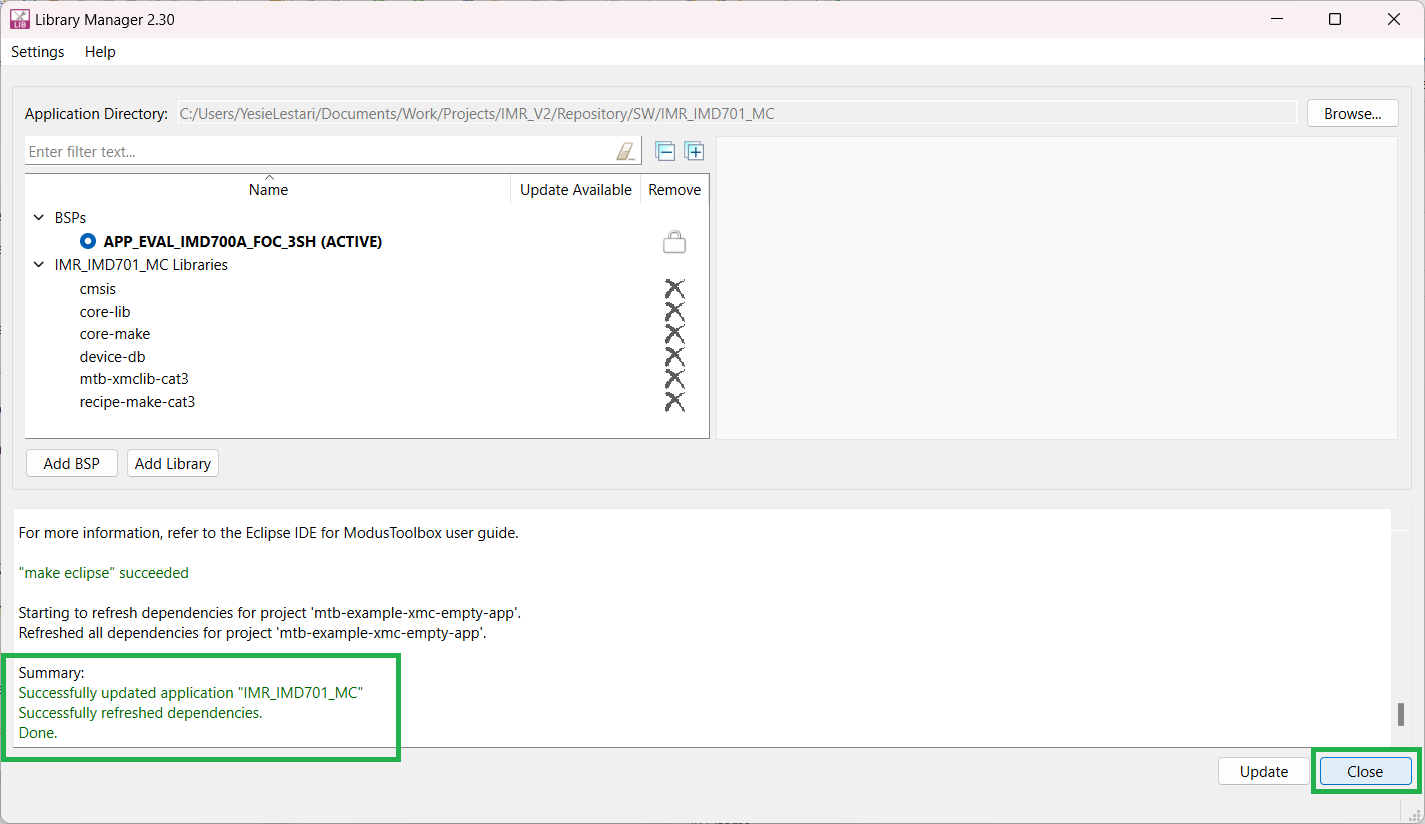 LIB
Library Manager 2.30
Settings Help
Application Directory: C:/Users/YesieLestari/Documents/Work/Projects/IMR_V2/Repository/SW/IMR_IMD701_MC Browse...
Enter filter text...
Name Update Available Remove
BSPs
APP_EVAL_IMD700A_FOC_3SH (ACTIVE)
IMR_IMD701_MC Libraries
cmsis
core-lib
core-make
device-db
mtb-xmclib-cat3
recipe-make-cat3
Add BSP Add Library
For more information, refer to the Eclipse IDE for ModusToolbox user guide.
"make eclipse" succeeded
Starting to refresh dependencies for project 'mtb-example-xmc-empty-app'.
Refreshed all dependencies for project 'mtb-example-xmc-empty-app'.
Summary:
Successfully updated application "IMR_IMD701_MC"
Successfully refreshed dependencies.
Done.
Update Close